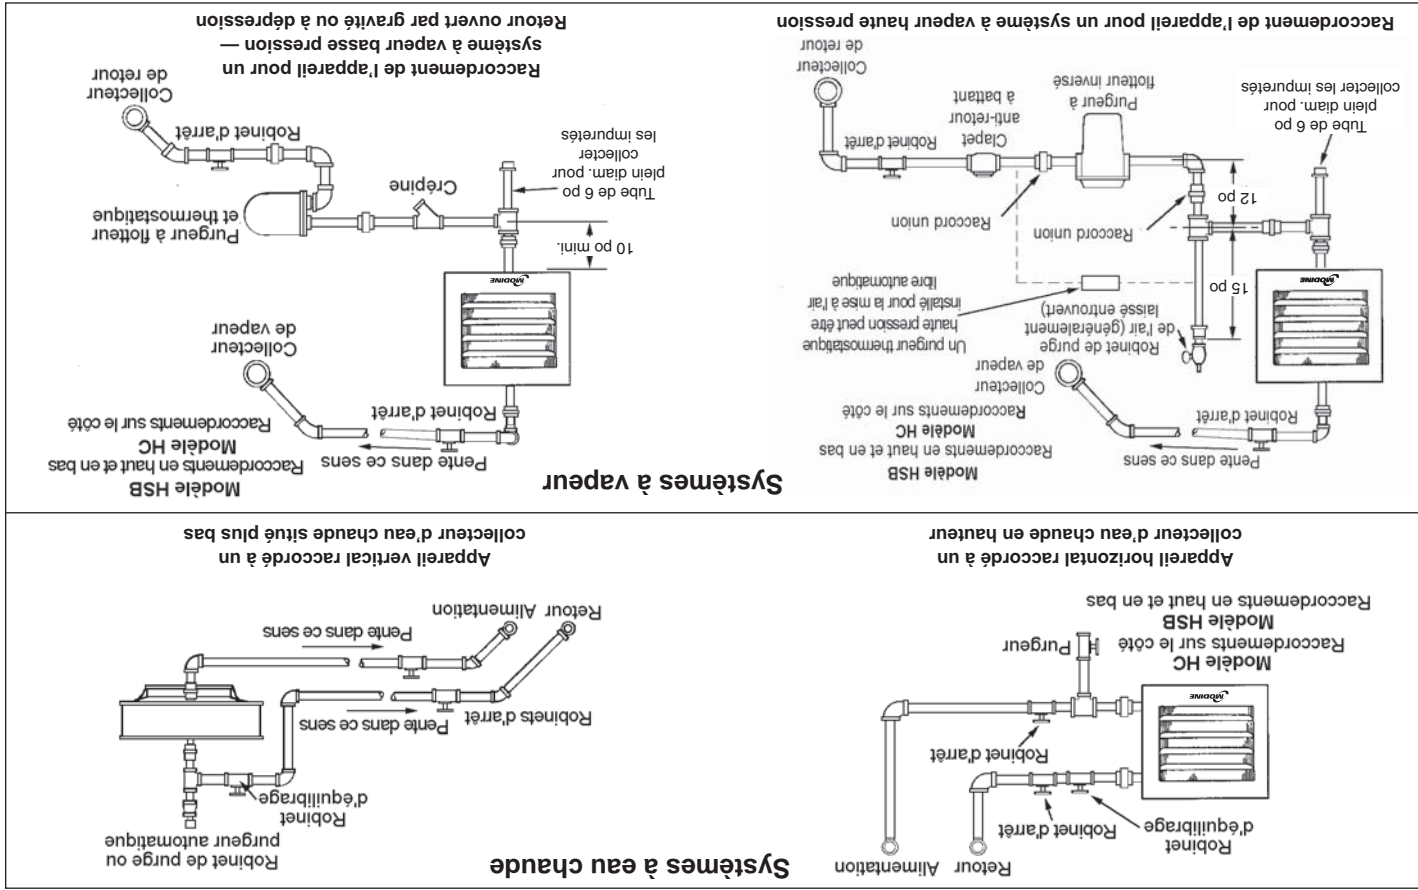 Systèmes à eau chaude
Retour
Alimentation
Robinet
d'équilibrage
Robinet d'arrêt
Robinet d'arrêt
MODINE
Purgeur
Modèle HC
Raccordements sur le côté
Modèle HSB
Raccordements en haut et en bas
Appareil horizontal raccordé à un
collecteur d'eau chaude en hauteur
Robinet de purge ou
purgeur automatique
Robinet
d'équilibrage
Robinets d'arrêt
Pente dans ce sens
Pente dans ce sens
Retour
Alimentation
Appareil vertical raccordé à un
collecteur d'eau chaude situé plus bas
Systèmes à vapeur
Modèle HSB
Raccordements en haut et en bas
Modèle HC
Raccordements sur le côté
Pente dans ce sens
Robinet d'arrêt
Collecteur
de vapeur
MODINE
Robinet de purge
de l'air (généralement
laissé entrouvert)
Un purgeur thermostatique
haute pression peut être
installé pour la mise à l'air
libre automatique
15 po
12 po
Raccord union
Raccord union
Tube de 6 po
plein diam. pour
collecter les impuretés
Purgeur à
flotteur inversé
Clapet
anti-retour
à battant
Robinet d'arrêt
Collecteur
de retour
Raccordement de l'appareil pour un système à vapeur haute pression
Modèle HSB
Raccordements en haut et en bas
Modèle HC
Raccordements sur le côté
Pente dans ce sens
Robinet d'arrêt
Collecteur
de vapeur
MODINE
10 po mini.
Tube de 6 po
plein diam. pour
collecter
les impuretés
Crépine
Purgeur à flotteur
et thermostatique
Robinet d'arrêt
Collecteur
de retour
Raccordement de l'appareil pour un
système à vapeur basse pression —
Retour ouvert par gravité ou à dépression